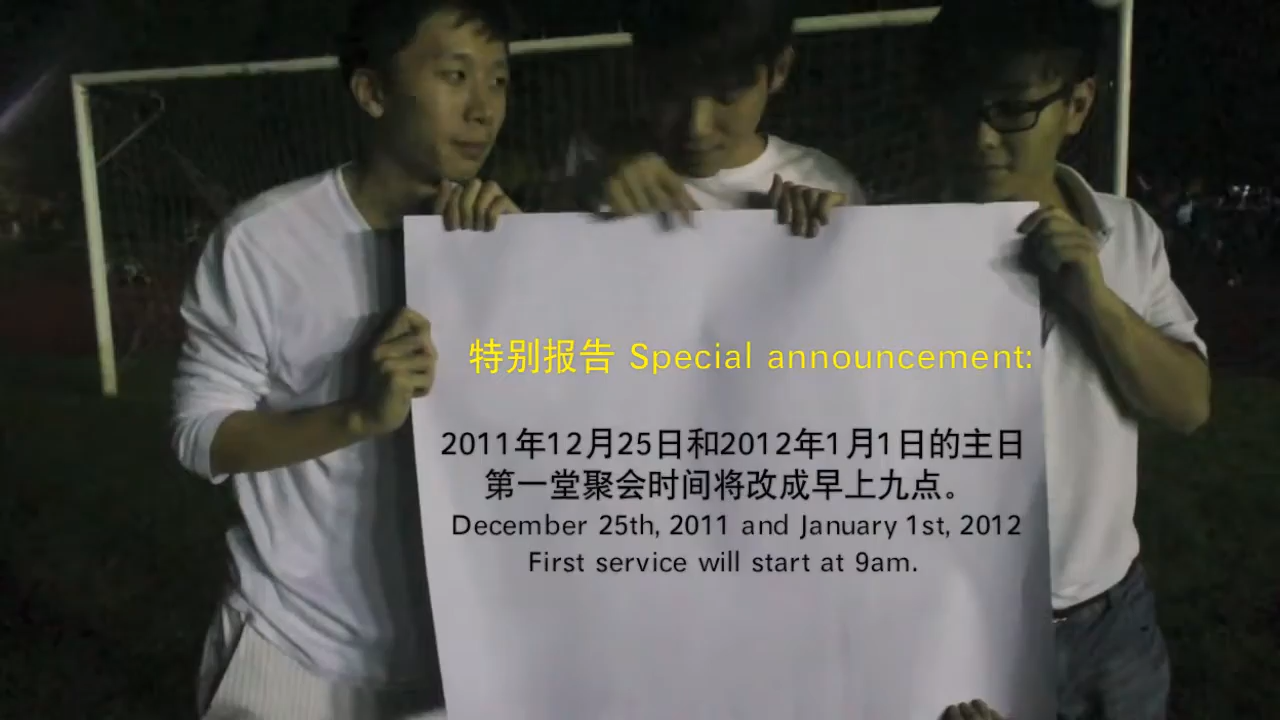 特别报告 Special announcement:
2011年12月25日和2012年1月1日的主日
第一堂聚会时间将改成早上九点。
December 25th, 2011 and January 1st, 2012
First service will start at 9am.